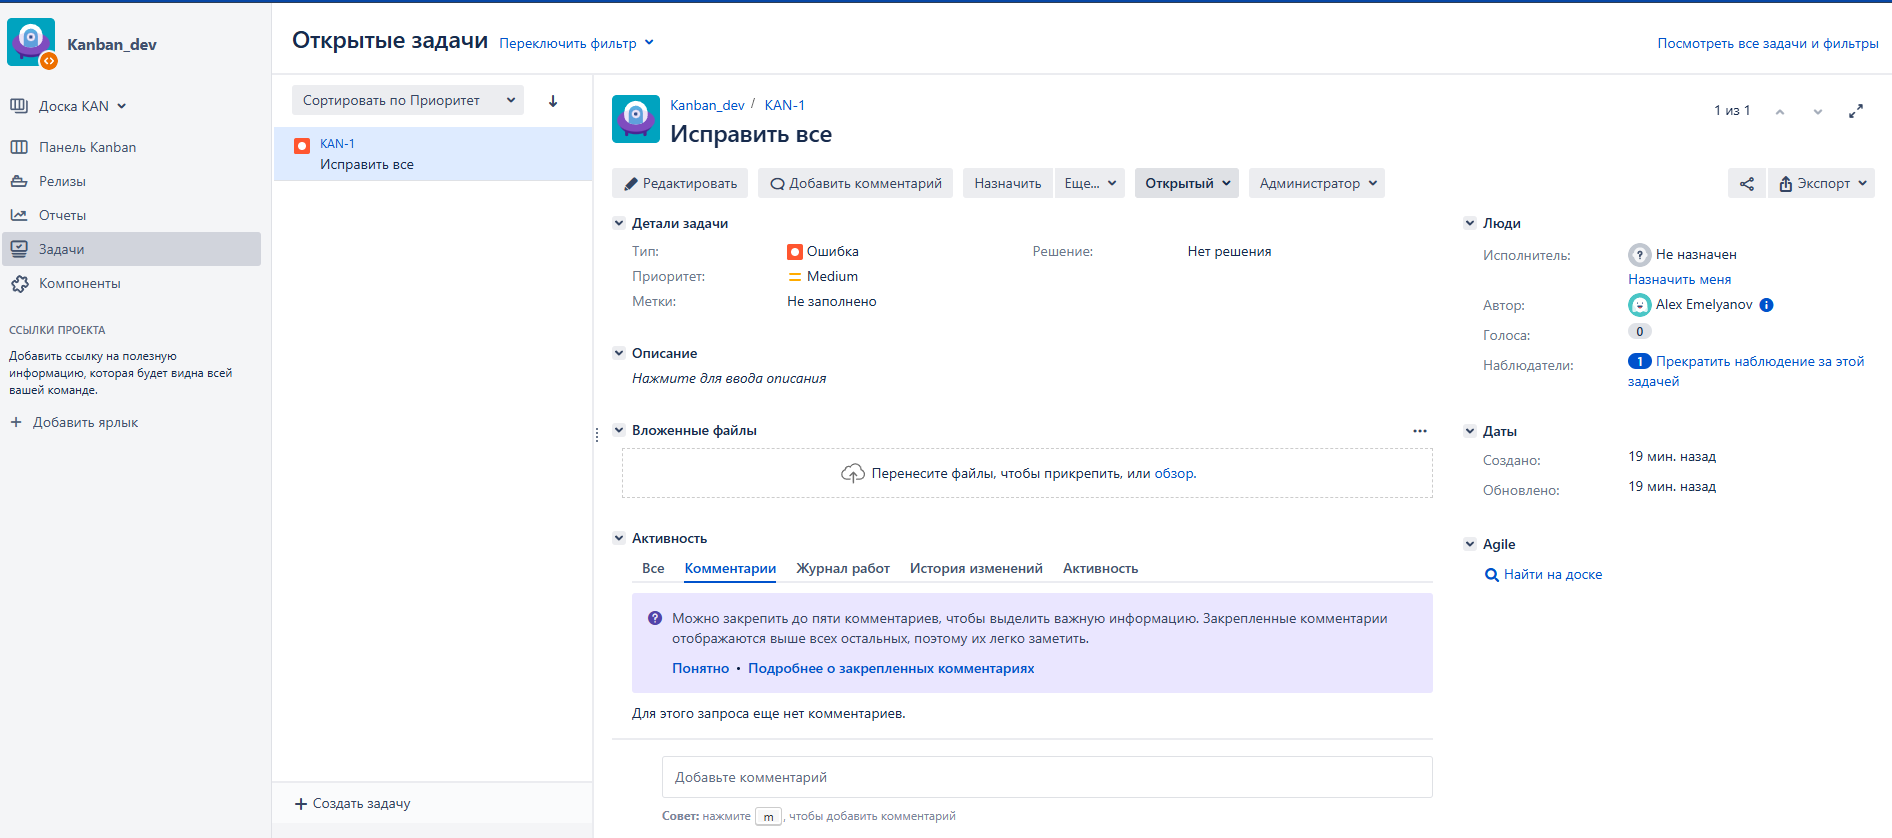 Kanban_dev
Доска KAN
Панель Kanban
Релизы
Отчеты
Задачи
Компоненты
ССЫЛКИ ПРОЕКТА
Добавить ссылку на полезную
информацию, которая будет видна всей
вашей команде.
+ Добавить ярлык
Открытые задачи Переключить фильтр
Посмотреть все задачи и фильтры
Сортировать по Приоритет
KAN-1
Исправить все
+ Создать задачу
Kanban_dev / KAN-1
Исправить все
1 из 1
Редактировать Добавить комментарий Назначить Еще... Открытый Администратор Экспорт
Детали задачи
Тип: Ошибка Решение: Нет решения
Приоритет: Medium
Метки: Не заполнено
Описание
Нажмите для ввода описания
Вложенные файлы
Перенесите файлы, чтобы прикрепить, или обзор.
Активность
Все Комментарии Журнал работ История изменений Активность
Можно закрепить до пяти комментариев, чтобы выделить важную информацию. Закрепленные комментарии
отображаются выше всех остальных, поэтому их легко заметить.
Понятно • Подробнее о закрепленных комментариях
Для этого запроса еще нет комментариев.
Добавьте комментарий
Совет: нажмите m, чтобы добавить комментарий
Люди
Исполнитель: Не назначен
Назначить меня
Автор: Alex Emelyanov
Голоса: 0
Наблюдатели: 1 Прекратить наблюдение за этой
задачей
Даты
Создано: 19 мин. назад
Обновлено: 19 мин. назад
Agile
Найти на доске